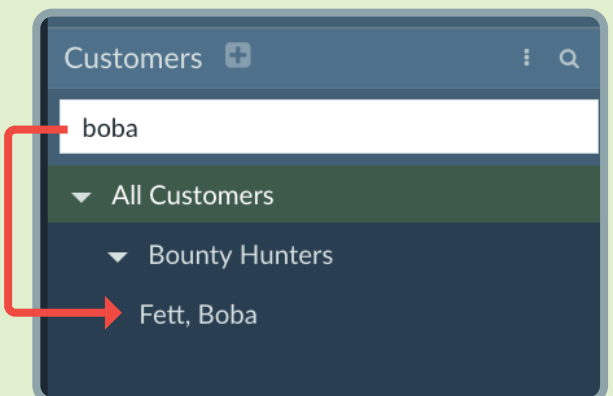 Customers
boba
All Customers
Bounty Hunters
Fett, Boba